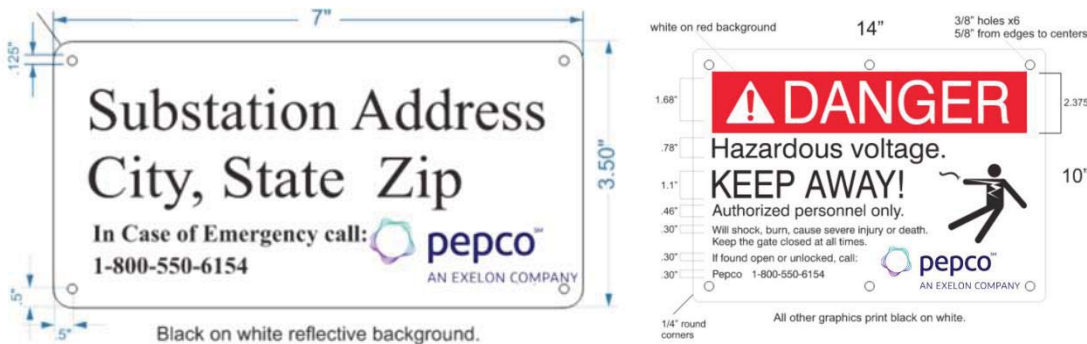 7"
.125"
Substation Address
City, State Zip
In Case of Emergency call:
1-800-550-6154
pepco℠
AN EXELON COMPANY
3.50"
.5"
.5"
Black on white reflective background.
white on red background
14"
3/8" holes x6
5/8" from edges to centers
1.68"
DANGER
2.375
.78"
Hazardous voltage.
1.1"
KEEP AWAY!
10"
.46"
Authorized personnel only.
.30"
Will shock, burn, cause severe injury or death.
Keep the gate closed at all times.
.30"
If found open or unlocked, call:
.30"
Pepco 1-800-550-6154
pepco℠
AN EXELON COMPANY
1/4" round
corners
All other graphics print black on white.